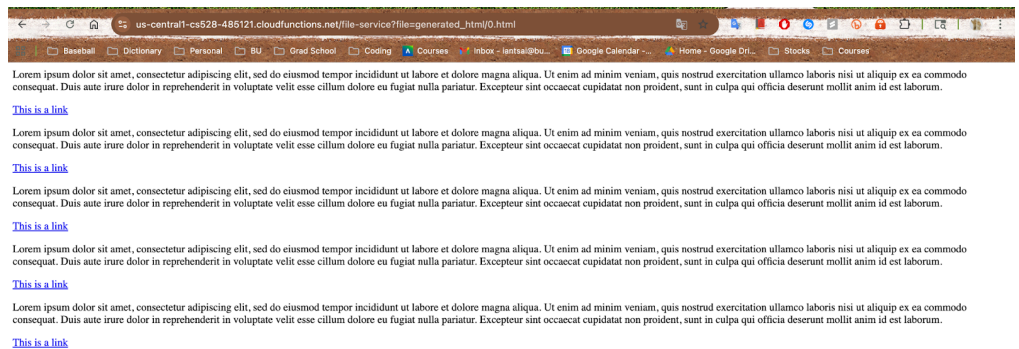 us-central1-cs528-485121.cloudfunctions.net/file-service?file=generated_html/0.html
Baseball Dictionary Personal BU Grad School Coding Courses Inbox - iantsai@bu... Google Calendar -... Home - Google Dri... Stocks Courses
Lorem ipsum dolor sit amet, consectetur adipiscing elit, sed do eiusmod tempor incididunt ut labore et dolore magna aliqua. Ut enim ad minim veniam, quis nostrud exercitation ullamco laboris nisi ut aliquip ex ea commodo
consequat. Duis aute irure dolor in reprehenderit in voluptate velit esse cillum dolore eu fugiat nulla pariatur. Excepteur sint occaecat cupidatat non proident, sunt in culpa qui officia deserunt mollit anim id est laborum.
This is a link
Lorem ipsum dolor sit amet, consectetur adipiscing elit, sed do eiusmod tempor incididunt ut labore et dolore magna aliqua. Ut enim ad minim veniam, quis nostrud exercitation ullamco laboris nisi ut aliquip ex ea commodo
consequat. Duis aute irure dolor in reprehenderit in voluptate velit esse cillum dolore eu fugiat nulla pariatur. Excepteur sint occaecat cupidatat non proident, sunt in culpa qui officia deserunt mollit anim id est laborum.
This is a link
Lorem ipsum dolor sit amet, consectetur adipiscing elit, sed do eiusmod tempor incididunt ut labore et dolore magna aliqua. Ut enim ad minim veniam, quis nostrud exercitation ullamco laboris nisi ut aliquip ex ea commodo
consequat. Duis aute irure dolor in reprehenderit in voluptate velit esse cillum dolore eu fugiat nulla pariatur. Excepteur sint occaecat cupidatat non proident, sunt in culpa qui officia deserunt mollit anim id est laborum.
This is a link
Lorem ipsum dolor sit amet, consectetur adipiscing elit, sed do eiusmod tempor incididunt ut labore et dolore magna aliqua. Ut enim ad minim veniam, quis nostrud exercitation ullamco laboris nisi ut aliquip ex ea commodo
consequat. Duis aute irure dolor in reprehenderit in voluptate velit esse cillum dolore eu fugiat nulla pariatur. Excepteur sint occaecat cupidatat non proident, sunt in culpa qui officia deserunt mollit anim id est laborum.
This is a link
Lorem ipsum dolor sit amet, consectetur adipiscing elit, sed do eiusmod tempor incididunt ut labore et dolore magna aliqua. Ut enim ad minim veniam, quis nostrud exercitation ullamco laboris nisi ut aliquip ex ea commodo
consequat. Duis aute irure dolor in reprehenderit in voluptate velit esse cillum dolore eu fugiat nulla pariatur. Excepteur sint occaecat cupidatat non proident, sunt in culpa qui officia deserunt mollit anim id est laborum.
This is a link